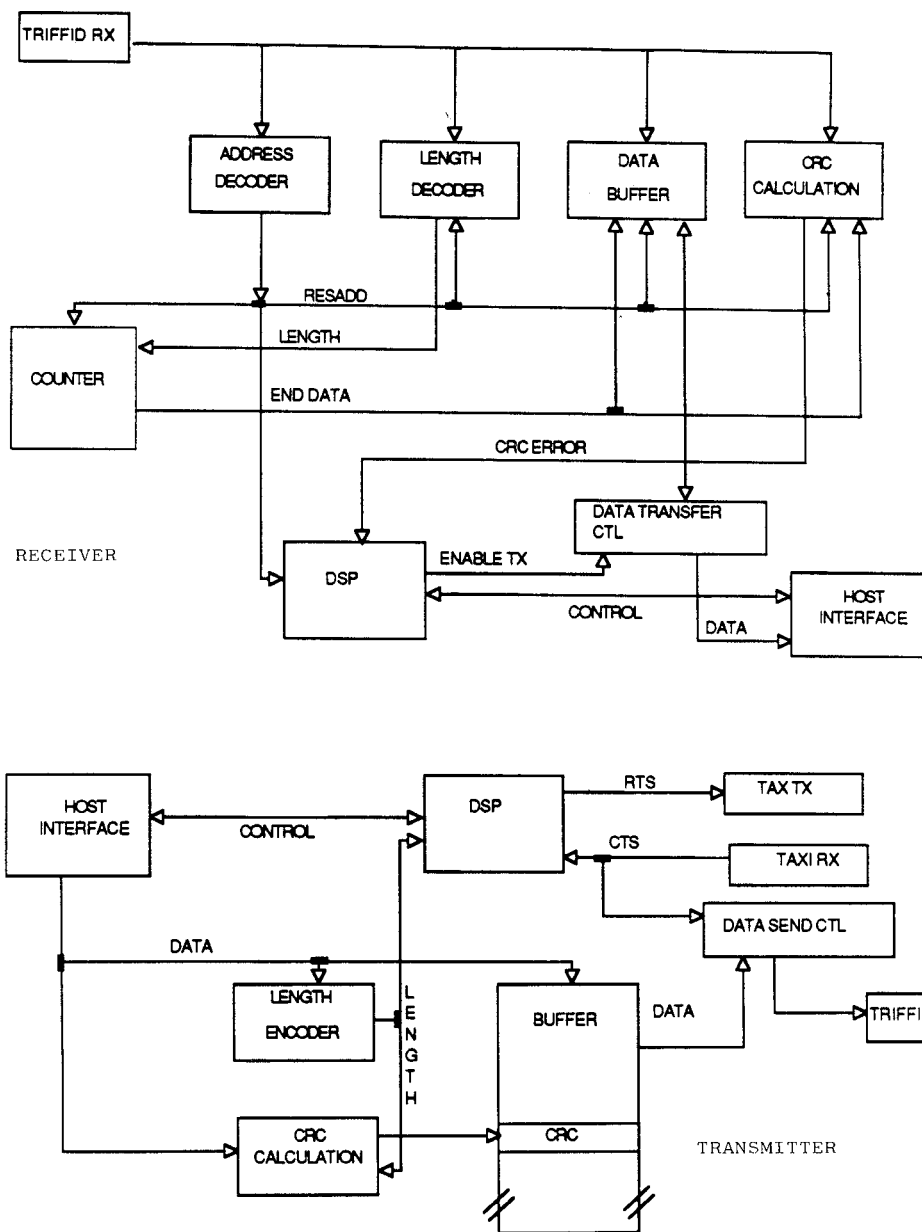 TRIFFID RX
ADDRESS
DECODER
LENGTH
DECODER
DATA
BUFFER
CRC
CALCULATION
RESADD
LENGTH
COUNTER
END DATA
CRC ERROR
DATA TRANSFER
CTL
RECEIVER
DSP
ENABLE TX
CONTROL
DATA
HOST
INTERFACE
HOST
INTERFACE
CONTROL
DSP
RTS
TAX TX
CTS
TAXI RX
DATA SEND CTL
DATA
LENGTH
ENCODER
LENGTH
BUFFER
DATA
TRIFFI
CRC
CALCULATION
CRC
TRANSMITTER